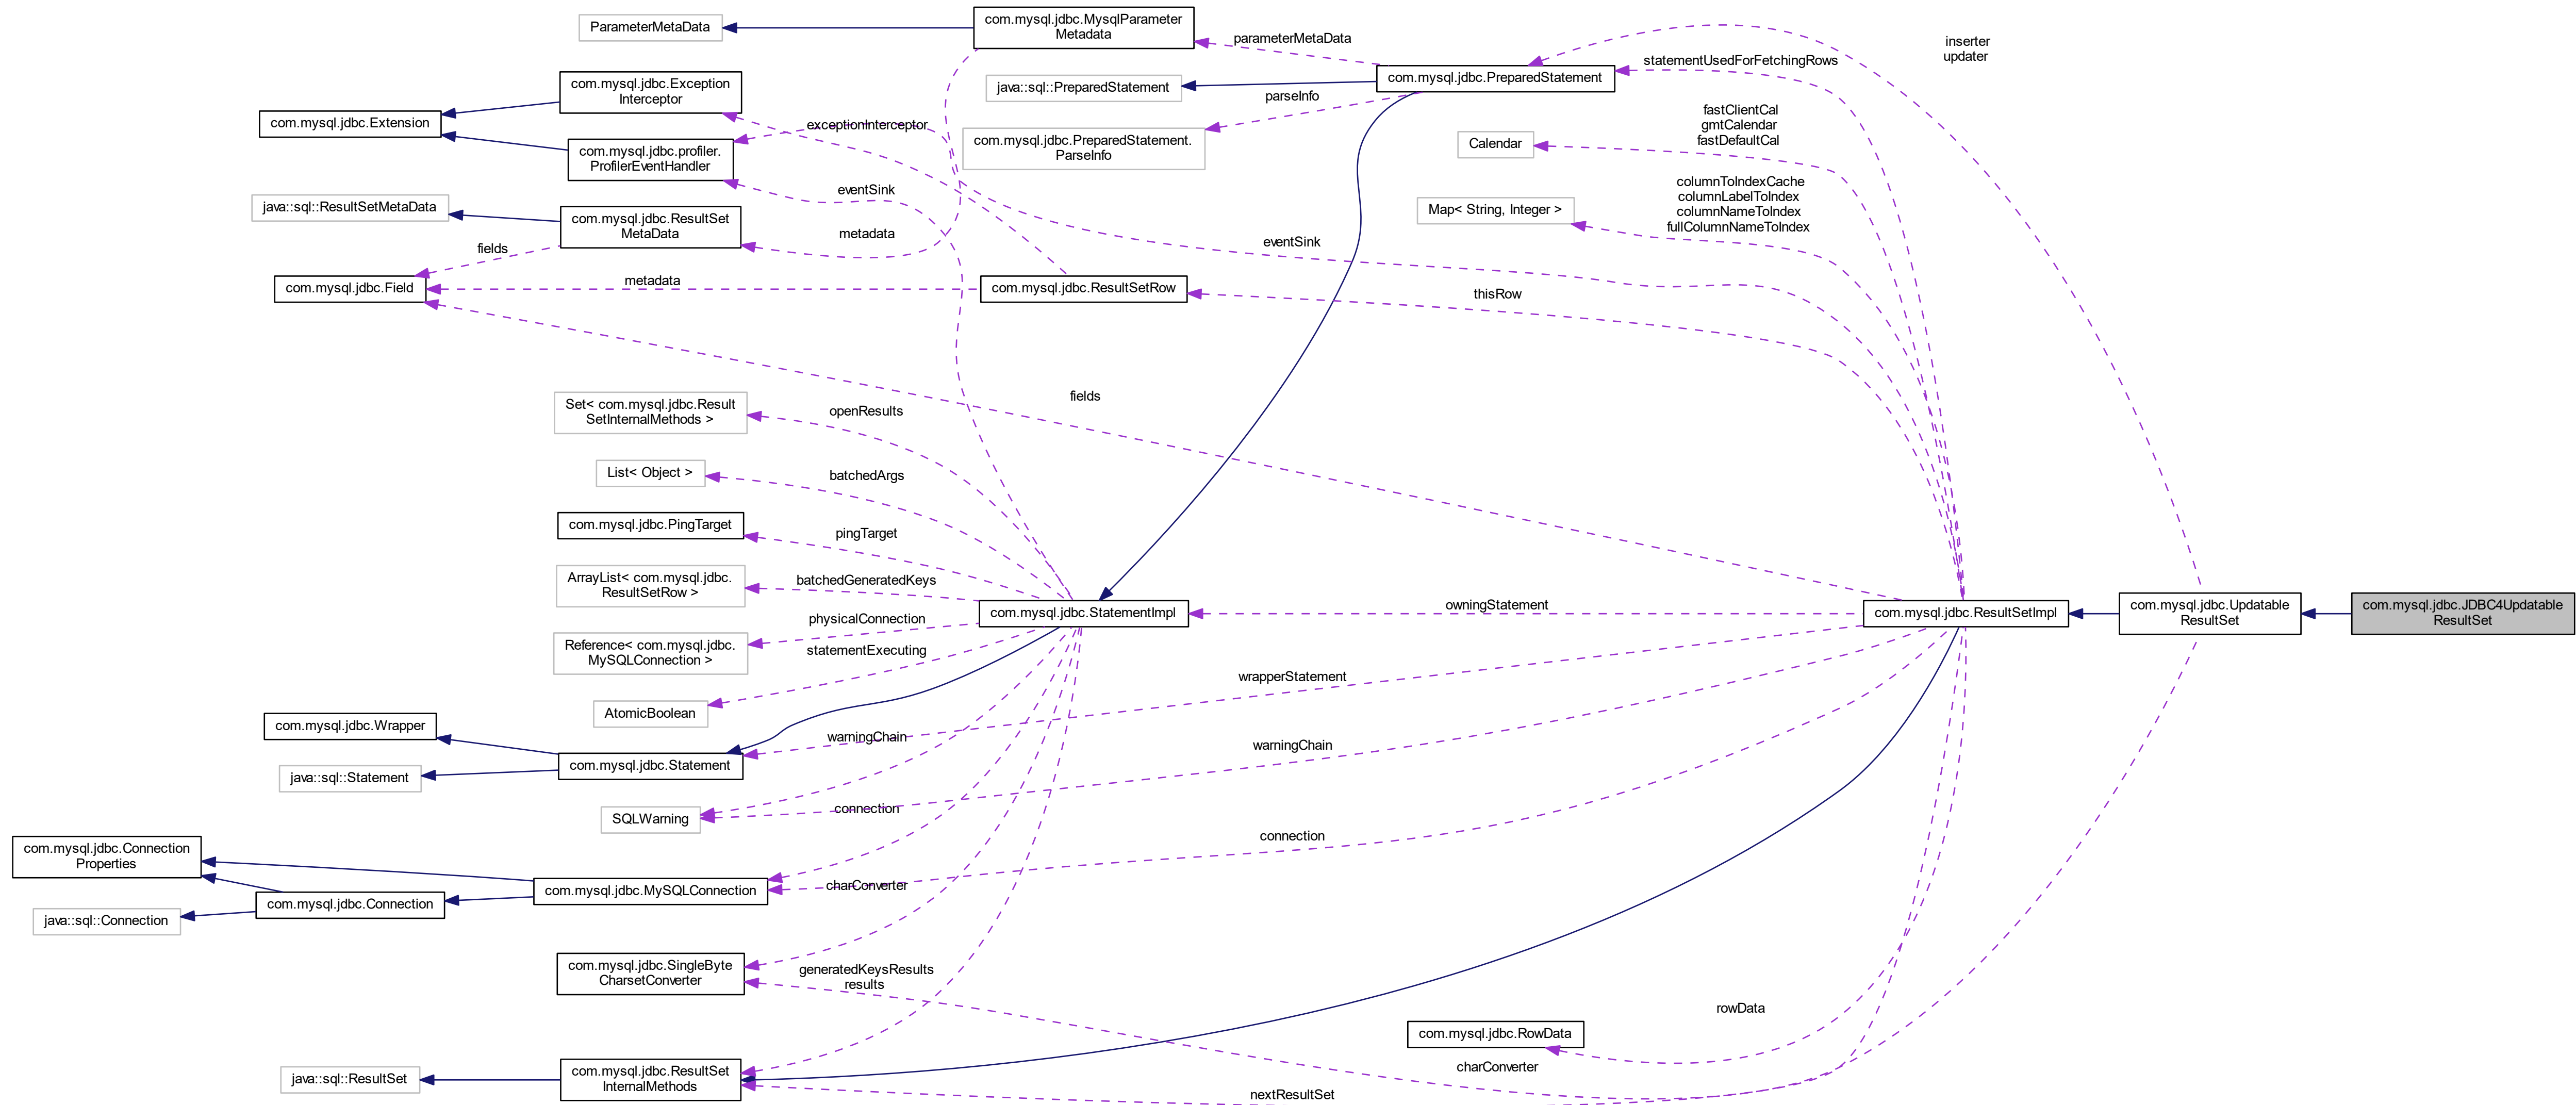 com.mysql.jdbc.MysqlParameter
Metadata
ParameterMetaData
parameterMetaData
inserter
updater
statementUsedForFetchingRows
com.mysql.jdbc.PreparedStatement
java::sql::PreparedStatement
parseInfo
com.mysql.jdbc.Exception
Interceptor
com.mysql.jdbc.Extension
exceptionInterceptor
com.mysql.jdbc.profiler.
ProfilerEventHandler
com.mysql.jdbc.PreparedStatement.
ParseInfo
fastClientCal
gmtCalendar
fastDefaultCal
Calendar
eventSink
columnToIndexCache
columnLabelToIndex
columnNameToIndex
fullColumnNameToIndex
Map< String, Integer >
java::sql::ResultSetMetaData
com.mysql.jdbc.ResultSet
MetaData
metadata
eventSink
fields
com.mysql.jdbc.Field
metadata
com.mysql.jdbc.ResultSetRow
thisRow
fields
Set< com.mysql.jdbc.Result
SetInternalMethods >
openResults
List< Object >
batchedArgs
com.mysql.jdbc.PingTarget
pingTarget
ArrayList< com.mysql.jdbc.
ResultSetRow >
batchedGeneratedKeys
com.mysql.jdbc.StatementImpl
owningStatement
com.mysql.jdbc.ResultSetImpl
com.mysql.jdbc.Updatable
ResultSet
com.mysql.jdbc.JDBC4Updatable
ResultSet
physicalConnection
Reference< com.mysql.jdbc.
MySQLConnection >
statementExecuting
AtomicBoolean
wrapperStatement
com.mysql.jdbc.Wrapper
warningChain
warningChain
com.mysql.jdbc.Statement
java::sql::Statement
SQLWarning
connection
connection
com.mysql.jdbc.Connection
Properties
com.mysql.jdbc.MySQLConnection
charConverter
com.mysql.jdbc.Connection
java::sql::Connection
com.mysql.jdbc.SingleByte
CharsetConverter
generatedKeysResults
results
rowData
com.mysql.jdbc.RowData
charConverter
java::sql::ResultSet
com.mysql.jdbc.ResultSet
InternalMethods
nextResultSet